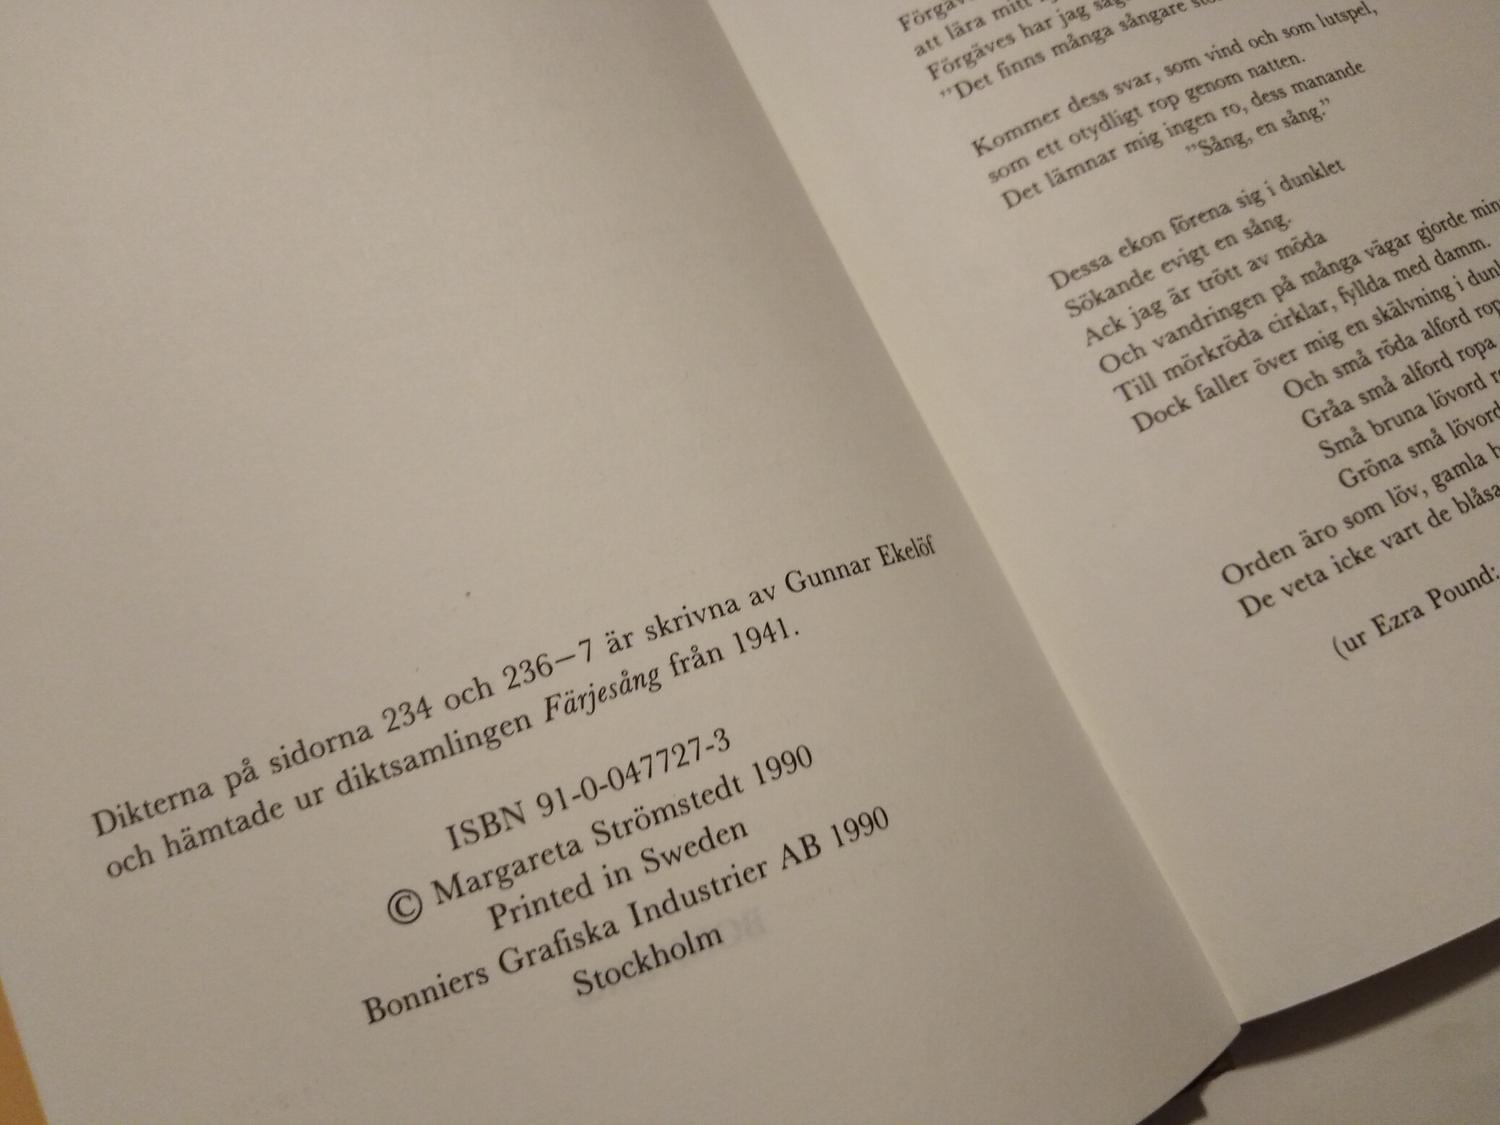 Dikterna på sidorna 234 och 236–7 är skrivna av Gunnar Ekelöf
och hämtade ur diktsamlingen Färjesång från 1941.
ISBN 91-0-047727-3
© Margareta Strömstedt 1990
Printed in Sweden
Bonniers Grafiska Industrier AB 1990
Stockholm
att lära mitt
Förgäves har jag
”Det finns många sångare
Kommer dess svar, som vind och som lutspel,
som ett otydligt rop genom natten.
Det lämnar mig ingen ro, dess manande
”Sång, en sång.”
Dessa ekon förena sig i dunklet
Sökande evigt en sång.
Ack jag är trött av möda
Och vandringen på många vägar gjorde
Till mörkröda cirklar, fyllda med damm.
Dock faller över mig en skälvning i
Och små röda alford
Gråa små alford ropa
Små bruna lövord
Gröna små lövord
Orden äro som löv, gamla
De veta icke vart de
(ur Ezra Pound: